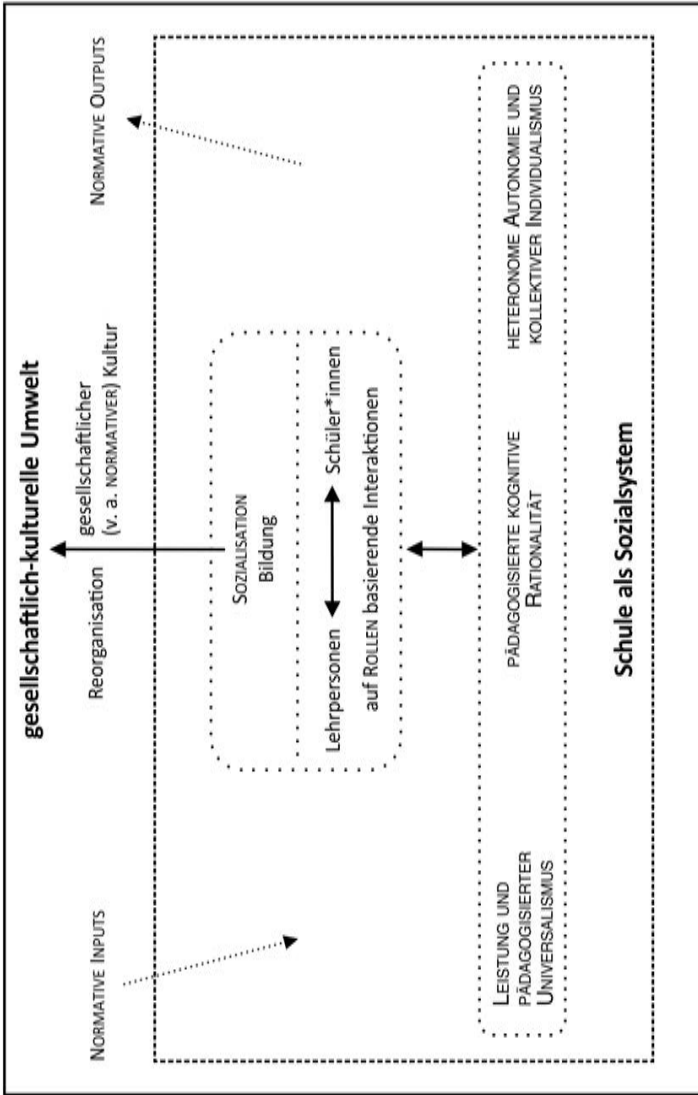 gesellschaftlich-kulturelle Umwelt
NORMATIVE INPUTS
Reorganisation
gesellschaftlicher
(v. a. NORMATIVER) Kultur
NORMATIVE OUTPUTS
SOZIALISATION
Bildung
Lehrpersonen
Schüler*innen
auf ROLLEN basierende Interaktionen
LEISTUNG UND
PÄDAGOGISIERTER
UNIVERSALISMUS
PÄDAGOGISIERTE KOGNITIVE
RATIONALITÄT
HETERONOME AUTONOMIE UND
KOLLEKTIVER INDIVIDUALISMUS
Schule als Sozialsystem